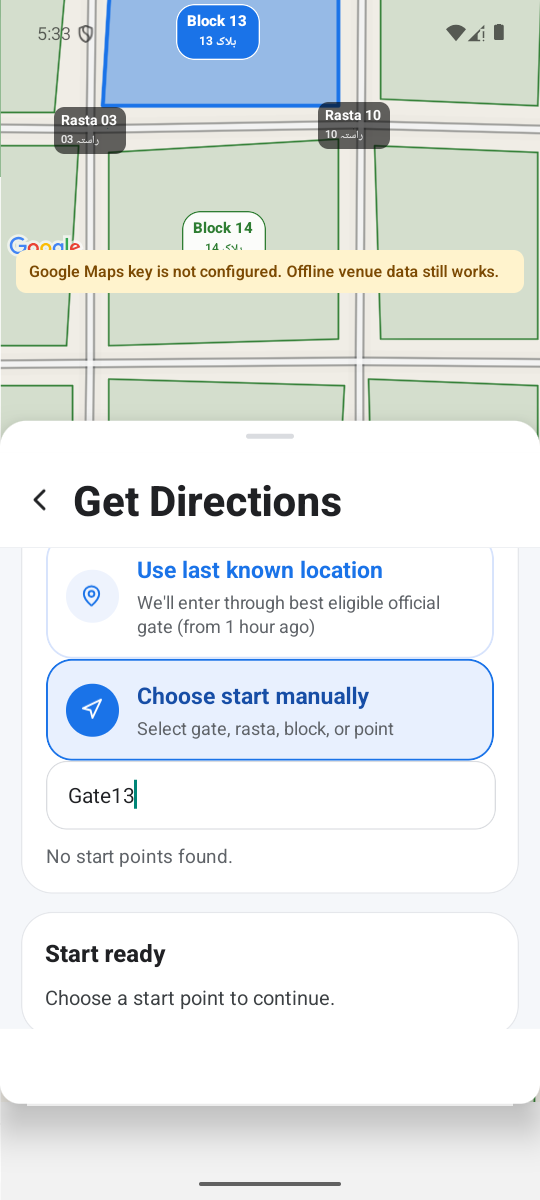 5:33
Block 13
بلاک 13
Rasta 03
راستہ 03
Rasta 10
راستہ 10
Block 14
بلاک 14
Google
Google Maps key is not configured. Offline venue data still works.
Get Directions
Use last known location
We'll enter through best eligible official
gate (from 1 hour ago)
Choose start manually
Select gate, rasta, block, or point
Gate13
No start points found.
Start ready
Choose a start point to continue.